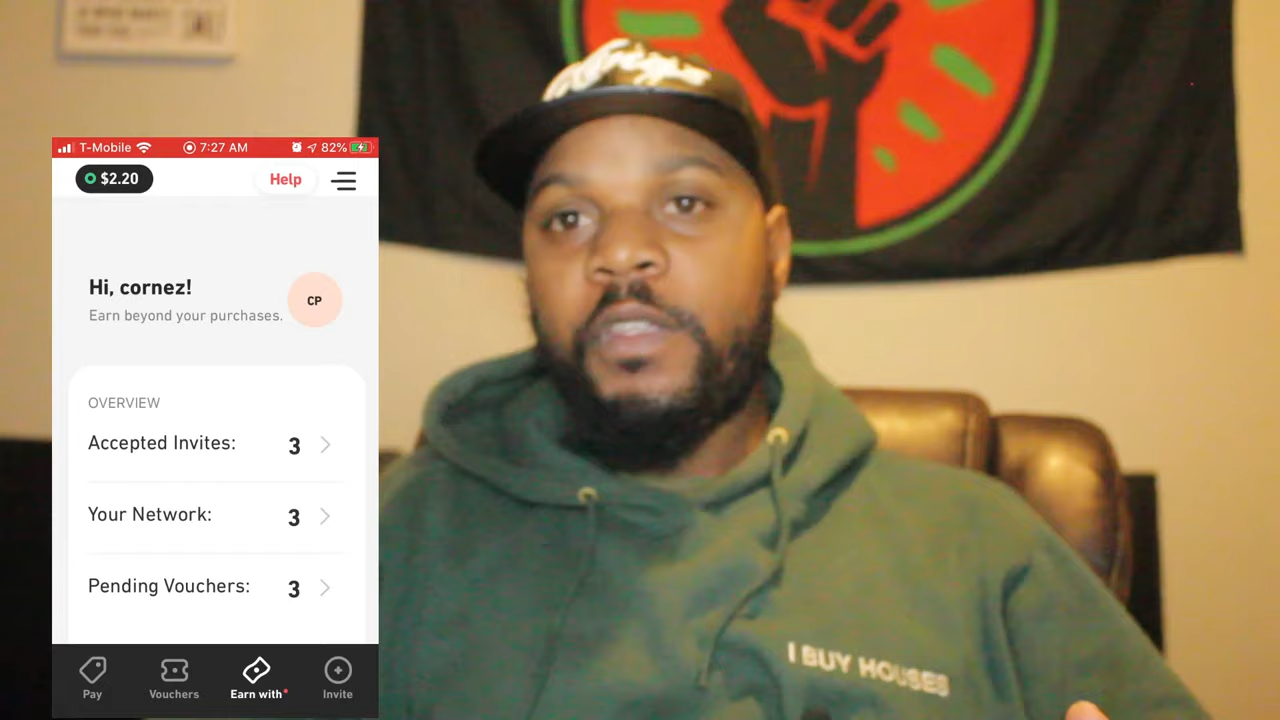 T-Mobile 7:27 AM 82%
$2.20 Help
Hi, cornez!
CP
Earn beyond your purchases.
OVERVIEW
Accepted Invites: 3
Your Network: 3
Pending Vouchers: 3
Pay Vouchers Earn with Invite
I BUY HOUSES